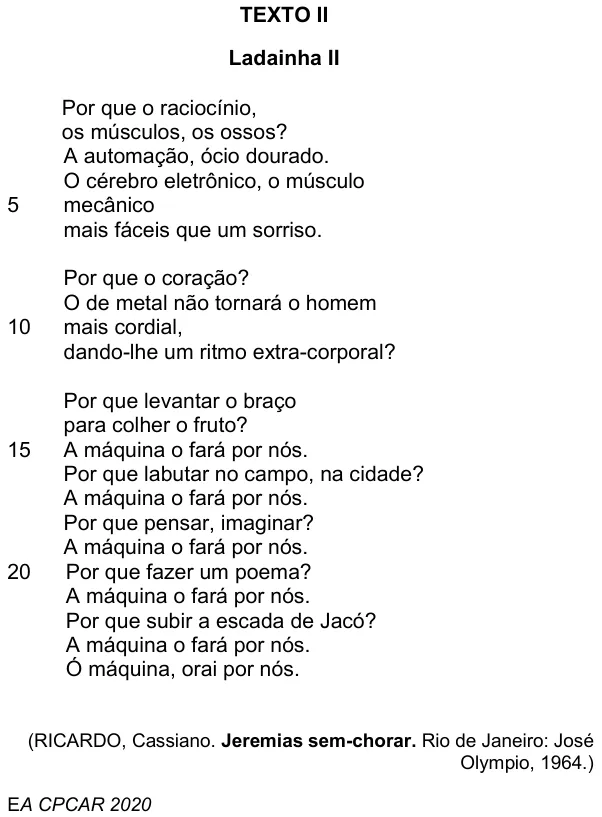 TEXTO II
Ladainha II
Por que o raciocínio,
os músculos, os ossos?
A automação, ócio dourado.
O cérebro eletrônico, o músculo
5 mecânico
mais fáceis que um sorriso.
Por que o coração?
O de metal não tornará o homem
10 mais cordial,
dando-lhe um ritmo extra-corporal?
Por que levantar o braço
para colher o fruto?
15 A máquina o fará por nós.
Por que labutar no campo, na cidade?
A máquina o fará por nós.
Por que pensar, imaginar?
A máquina o fará por nós.
20 Por que fazer um poema?
A máquina o fará por nós.
Por que subir a escada de Jacó?
A máquina o fará por nós.
Ó máquina, orai por nós.
(RICARDO, Cassiano. Jeremias sem-chorar. Rio de Janeiro: José
Olympio, 1964.)
EA CPCAR 2020